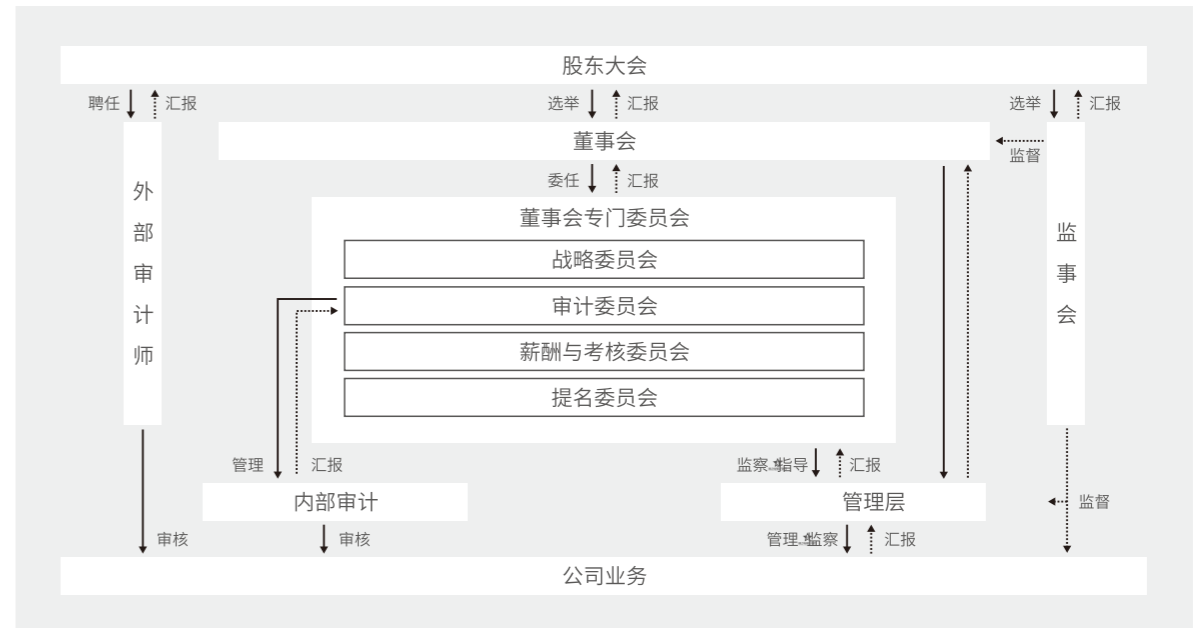 股东大会
聘任 汇报 选举 汇报 选举 汇报
董事会
监督
委任 汇报
外部审计师
董事会专门委员会
监事会
战略委员会
审计委员会
薪酬与考核委员会
提名委员会
管理 汇报 监察 指导 汇报
内部审计 管理层 监督
审核 审核 管理 监察 汇报
公司业务